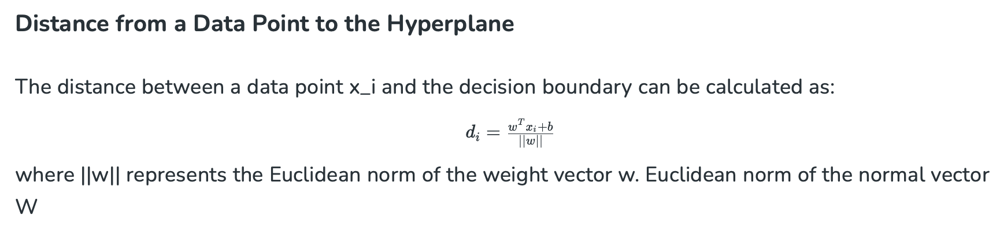 Distance from a Data Point to the Hyperplane
The distance between a data point x_i and the decision boundary can be calculated as:
$d_i = \frac{w^T x_i + b}{||w||}$
where ||w|| represents the Euclidean norm of the weight vector w. Euclidean norm of the normal vector
W